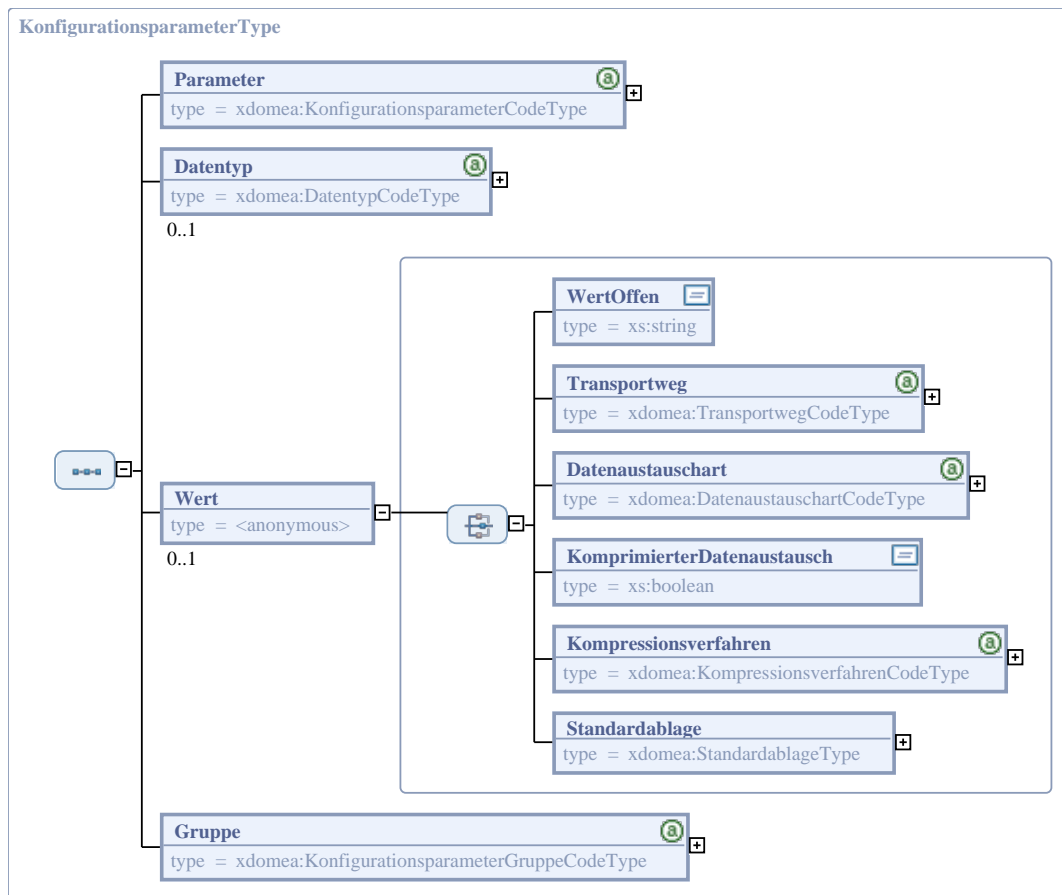 KonfigurationsparameterType
Parameter
type = xdomea:KonfigurationsparameterCodeType
Datentyp
type = xdomea:DatentypCodeType
0..1
WertOffen
type = xs:string
Transportweg
type = xdomea:TransportwegCodeType
Datenaustauschart
type = xdomea:DatenaustauschartCodeType
Wert
type = <anonymous>
0..1
KomprimierterDatenaustausch
type = xs:boolean
Kompressionsverfahren
type = xdomea:KompressionsverfahrenCodeType
Standardablage
type = xdomea:StandardablageType
Gruppe
type = xdomea:KonfigurationsparameterGruppeCodeType